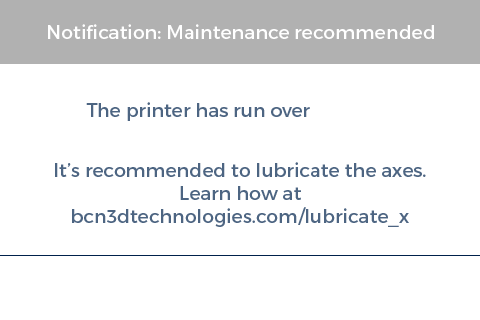 Notification: Maintenance recommended
The printer has run over
It's recommended to lubricate the axes.
Learn how at
bcn3dtechnologies.com/lubricate_x